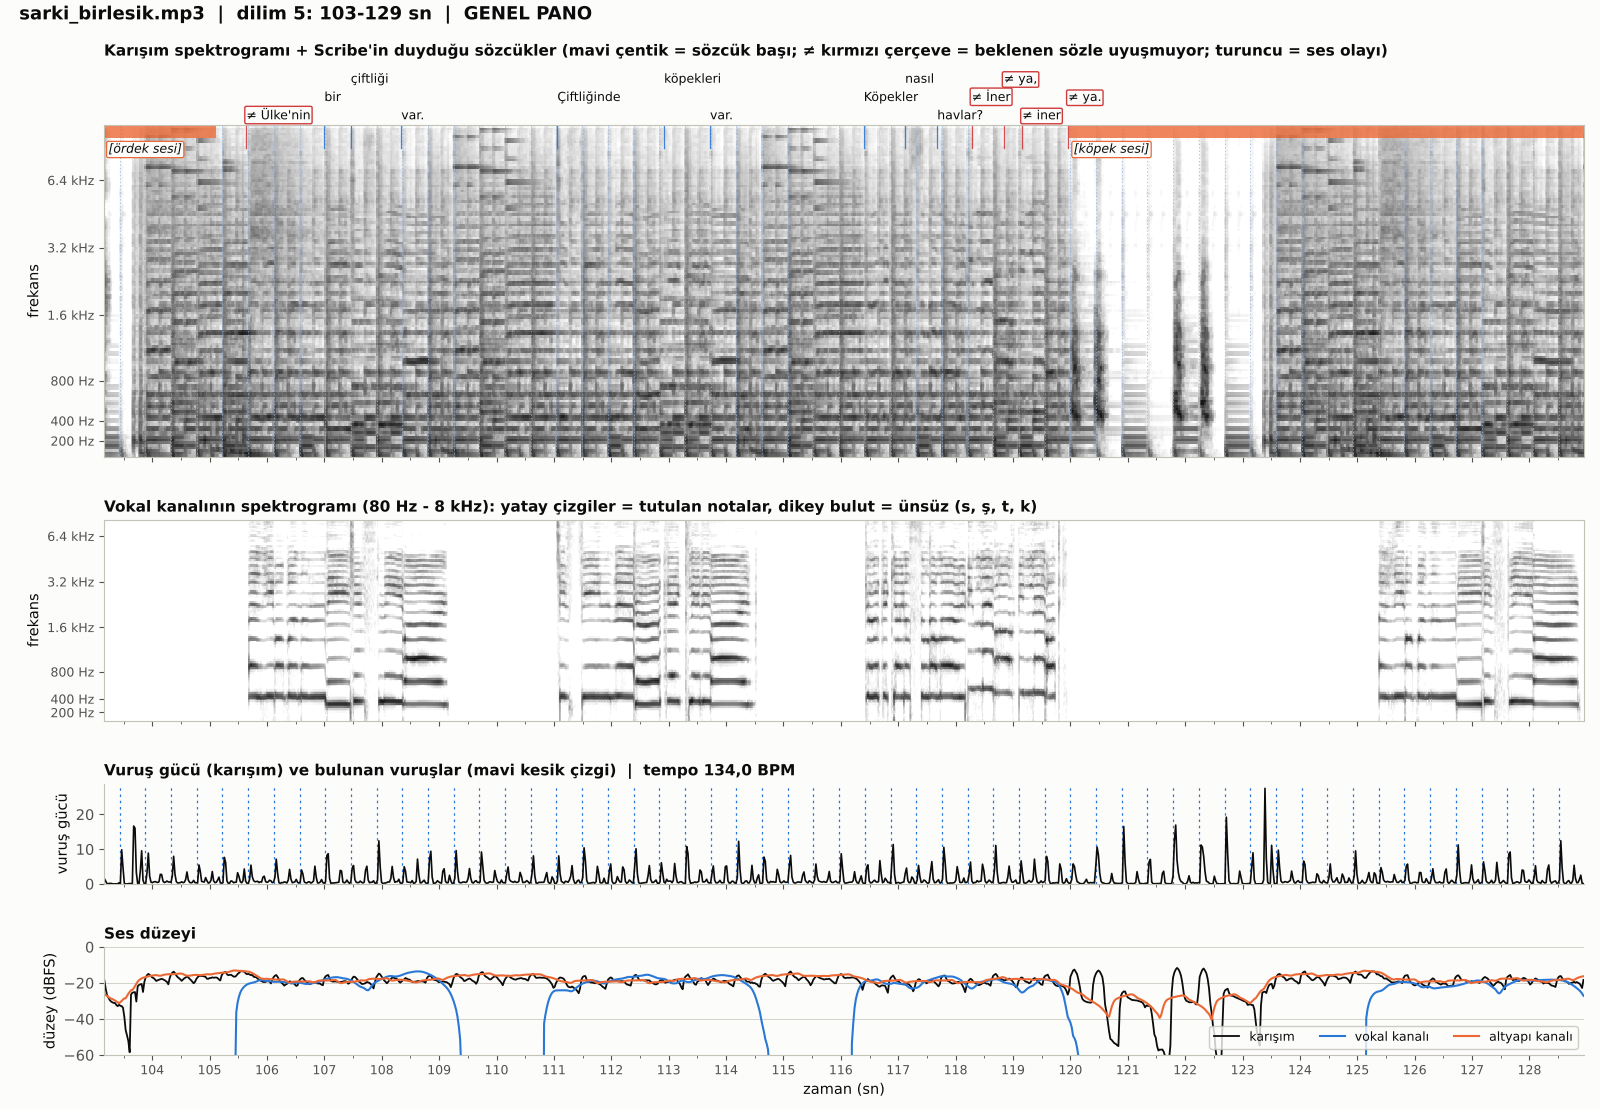 sarki_birlesik.mp3 | dilim 5: 103-129 sn | GENEL PANO
Karışım spektrogramı + Scribe'in duyduğu sözcükler (mavi çentik = sözcük başı; ≠ kırmızı çerçeve = beklenen sözle uyuşmuyor; turuncu = ses olayı)
çiftliği köpekleri nasıl ≠ ya,
bir Çiftliğinde Köpekler ≠ İner ≠ ya.
≠ Ülke'nin var. var. havlar? ≠ iner
[ördek sesi] [köpek sesi]
6.4 kHz
3.2 kHz
1.6 kHz
800 Hz
400 Hz
200 Hz
frekans
Vokal kanalının spektrogramı (80 Hz - 8 kHz): yatay çizgiler = tutulan notalar, dikey bulut = ünsüz (s, ş, t, k)
6.4 kHz
3.2 kHz
1.6 kHz
800 Hz
400 Hz
200 Hz
frekans
Vuruş gücü (karışım) ve bulunan vuruşlar (mavi kesik çizgi) | tempo 134,0 BPM
20
10
0
vuruş gücü
Ses düzeyi
0
−20
−40
−60
düzey (dBFS)
karışım vokal kanalı altyapı kanalı
104 105 106 107 108 109 110 111 112 113 114 115 116 117 118 119 120 121 122 123 124 125 126 127 128
zaman (sn)